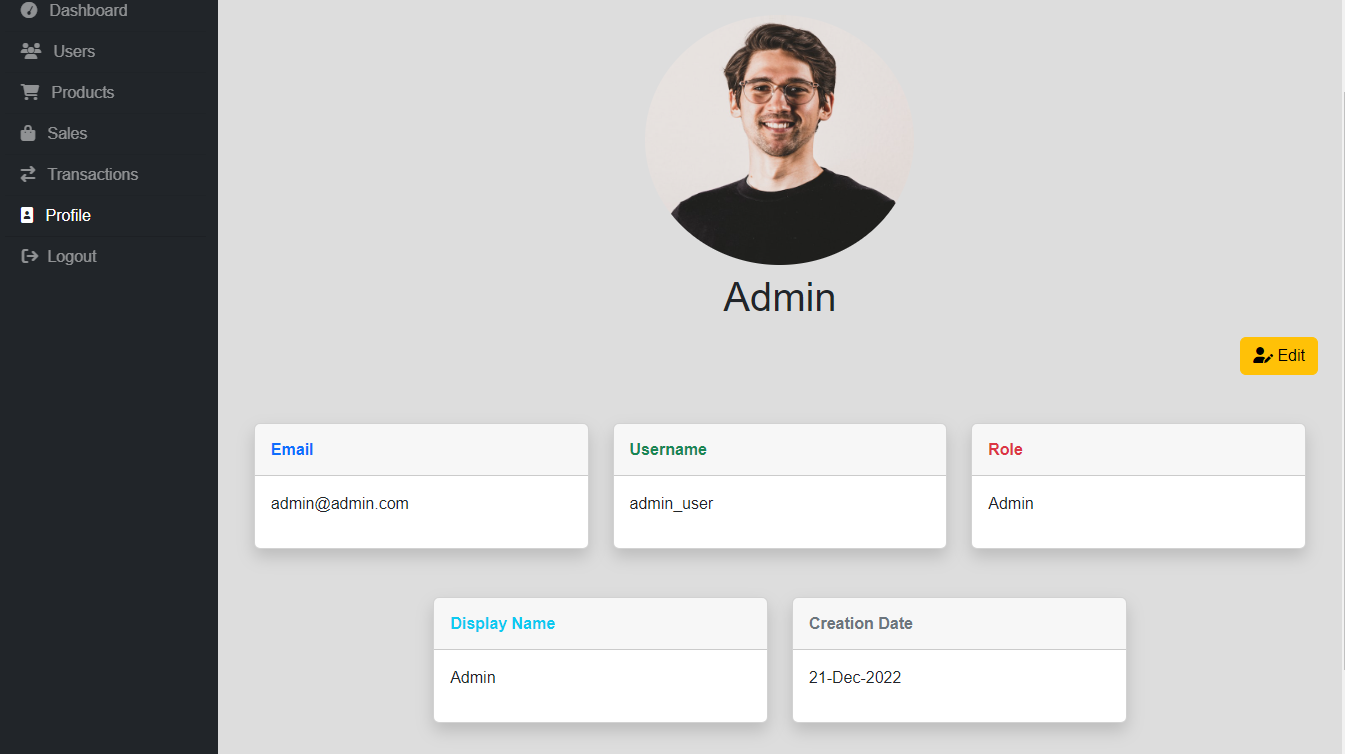 Dashboard
Users
Products
Sales
Transactions
Profile
Logout
Admin
Edit
Email
admin@admin.com
Username
admin_user
Role
Admin
Display Name
Admin
Creation Date
21-Dec-2022